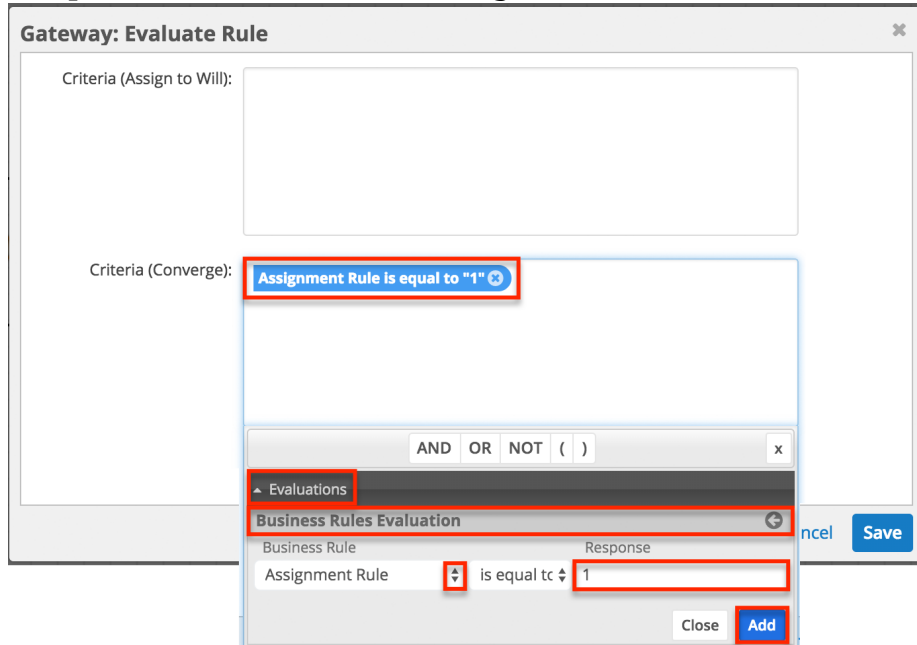 Gateway: Evaluate Rule
Criteria (Assign to Will):
Criteria (Converge):
Assignment Rule is equal to "1"
AND OR NOT ( ) x
Evaluations
Business Rules Evaluation
ncel Save
Business Rule Response
Assignment Rule is equal tc 1
Close Add